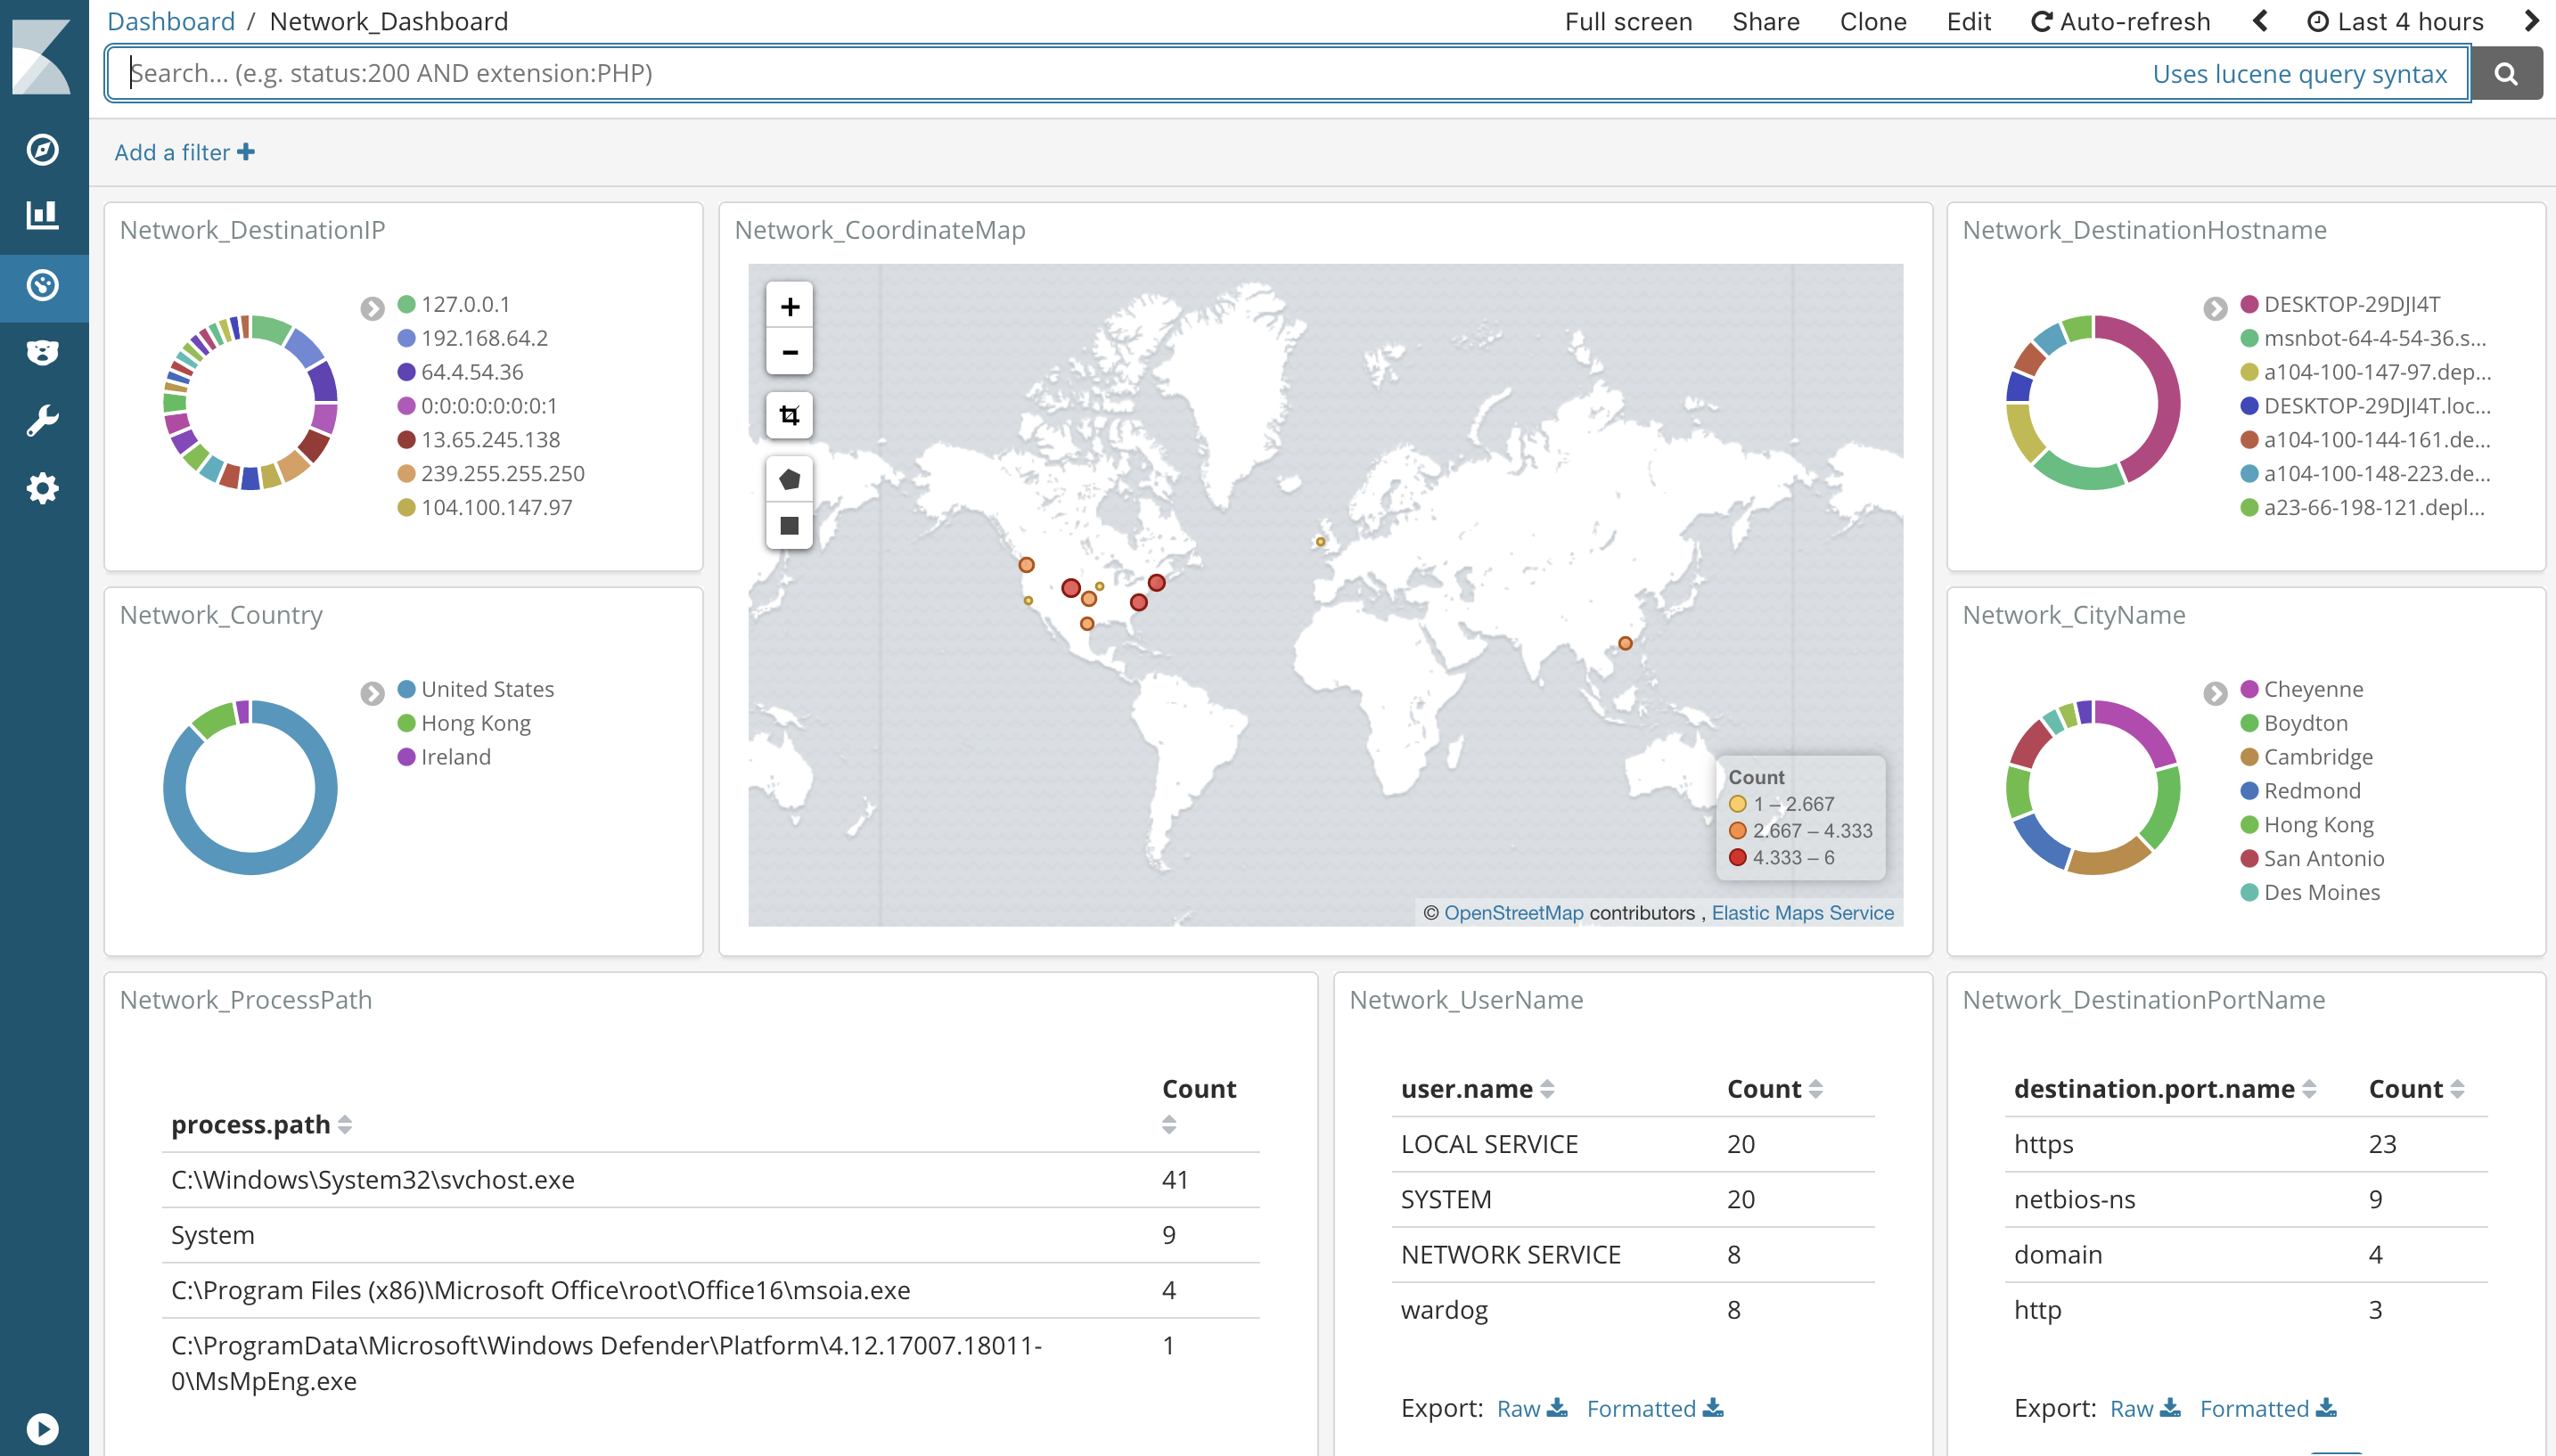 Dashboard / Network_Dashboard
Full screen Share Clone Edit Auto-refresh Last 4 hours
Search... (e.g. status:200 AND extension:PHP) Uses lucene query syntax
Add a filter
Network_DestinationIP
127.0.0.1
192.168.64.2
64.4.54.36
0:0:0:0:0:0:0:1
13.65.245.138
239.255.255.250
104.100.147.97
Network_CoordinateMap
+
−
Count
1 – 2.667
2.667 – 4.333
4.333 – 6
© OpenStreetMap contributors , Elastic Maps Service
Network_DestinationHostname
DESKTOP-29DJI4T
msnbot-64-4-54-36.s...
a104-100-147-97.dep...
DESKTOP-29DJI4T.loc...
a104-100-144-161.de...
a104-100-148-223.de...
a23-66-198-121.depl...
Network_Country
United States
Hong Kong
Ireland
Network_CityName
Cheyenne
Boydton
Cambridge
Redmond
Hong Kong
San Antonio
Des Moines
Network_ProcessPath
process.path Count
C:\Windows\System32\svchost.exe 41
System 9
C:\Program Files (x86)\Microsoft Office\root\Office16\msoia.exe 4
C:\ProgramData\Microsoft\Windows Defender\Platform\4.12.17007.18011- 1
0\MsMpEng.exe
Network_UserName
user.name Count
LOCAL SERVICE 20
SYSTEM 20
NETWORK SERVICE 8
wardog 8
Export: Raw Formatted
Network_DestinationPortName
destination.port.name Count
https 23
netbios-ns 9
domain 4
http 3
Export: Raw Formatted